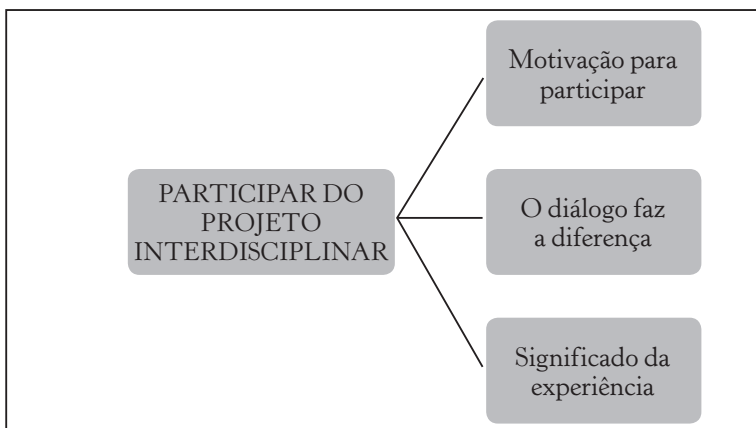 Motivação para
participar
PARTICIPAR DO
PROJETO
INTERDISCIPLINAR
O diálogo faz
a diferença
Significado da
experiência